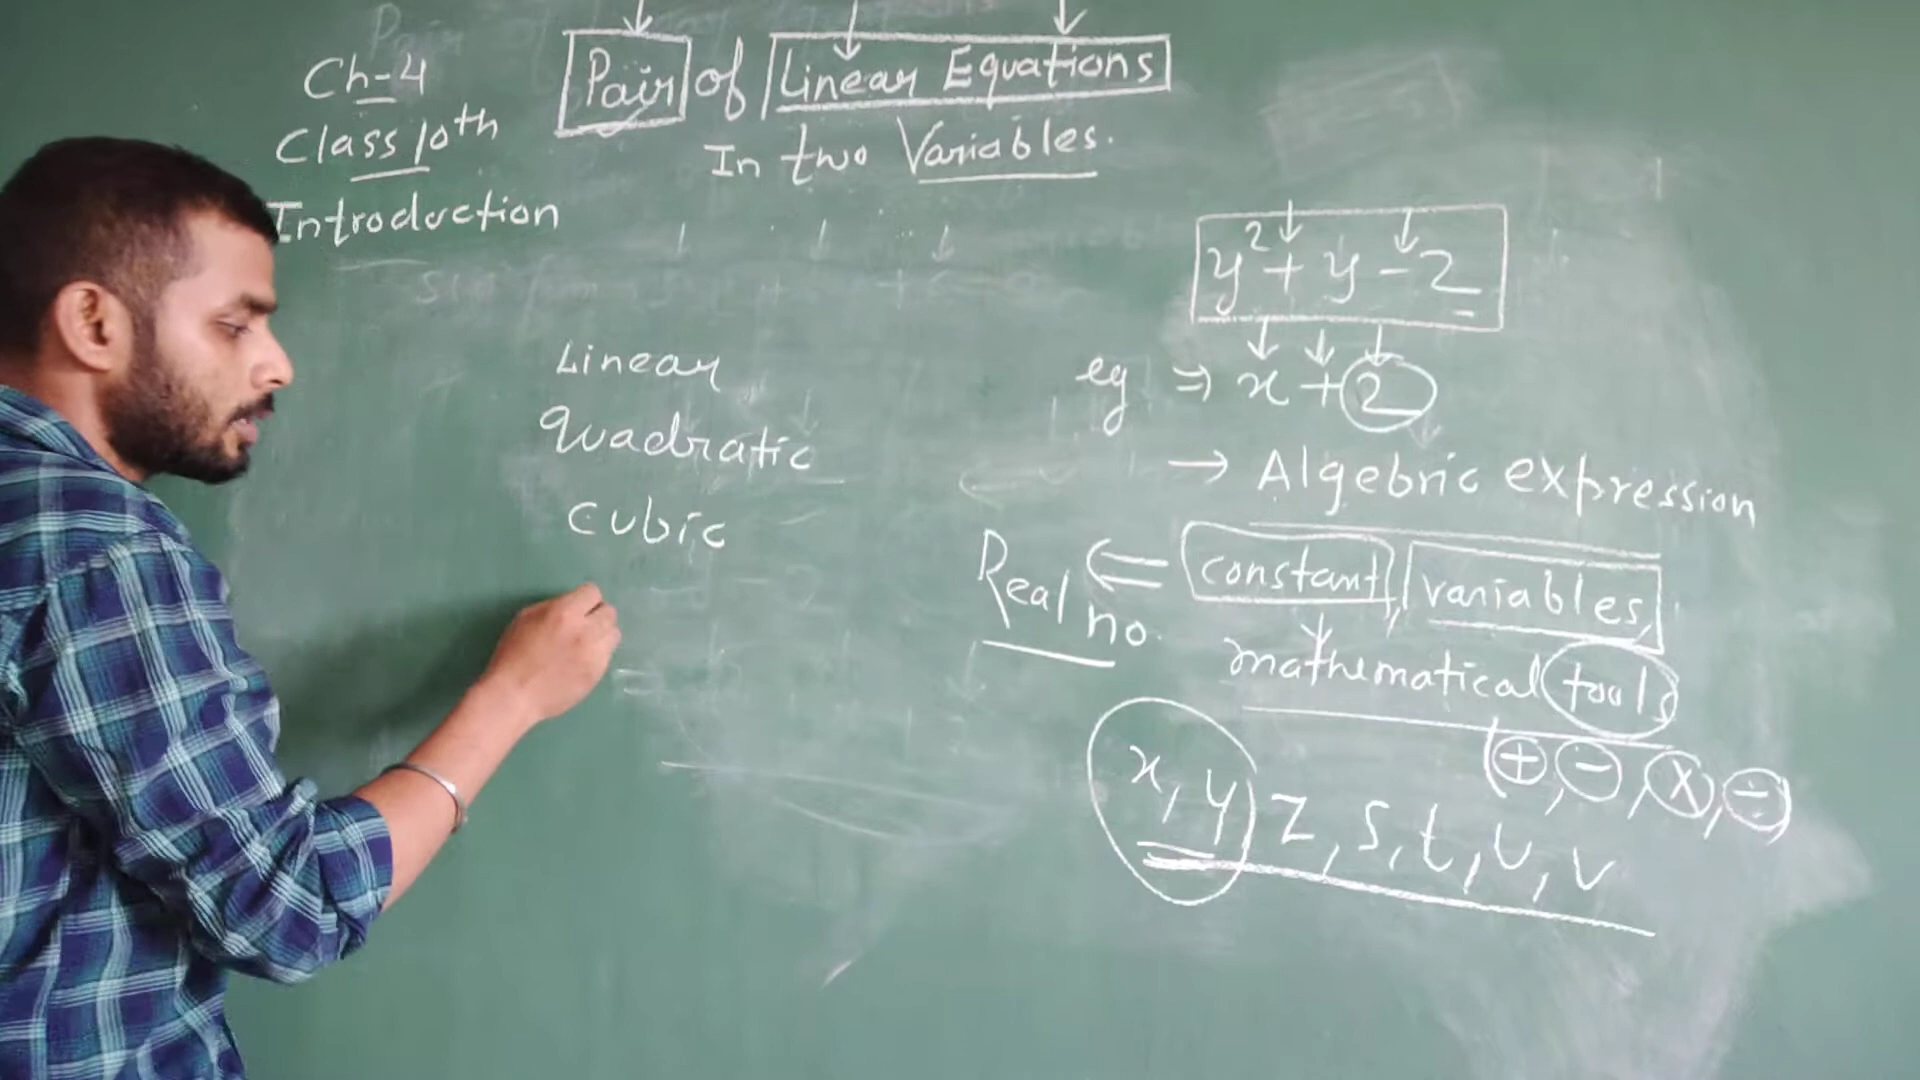 Ch-4
Class 10th
Introduction
Pair of Linear Equations
In two Variables.
Linear
Quadratic
Cubic
y²+y-2
eg ⇒ x+2
→ Algebric expression
Real no. ⇐ constant, variables,
mathematical tools
(+, -, ×, ÷)
x, y z, s, t, u, v